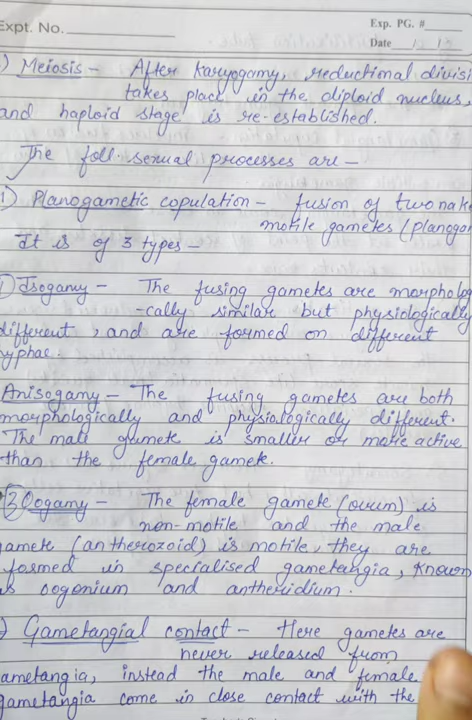 Expt. No.
Exp. PG. #
Date / /
) Meiosis - After Karyogamy, reductional divisi
takes place in the diploid nucleus,
and haploid stage is re-established.
The foll. sexual processes are -
1) Planogametic copulation - fusion of two nak
motile gametes (planoga
It is of 3 types -
1) Isogamy - The fusing gametes are morpholog
-cally similar but physiologically
different, and are formed on different
yphae.
Anisogamy - The fusing gametes are both
morphologically and physiologically different.
The male gamete is smaller or more active
than the female gamete.
3) Oogamy - The female gamete (ovum) is
non-motile and the male
gamete (antherozoid) is motile, they are
formed in specialised gametangia, known
as oogonium and antheridium.
) Gametangial contact - Here gametes are
never released from
ametangia, instead the male and female
gametangia come in close contact with the